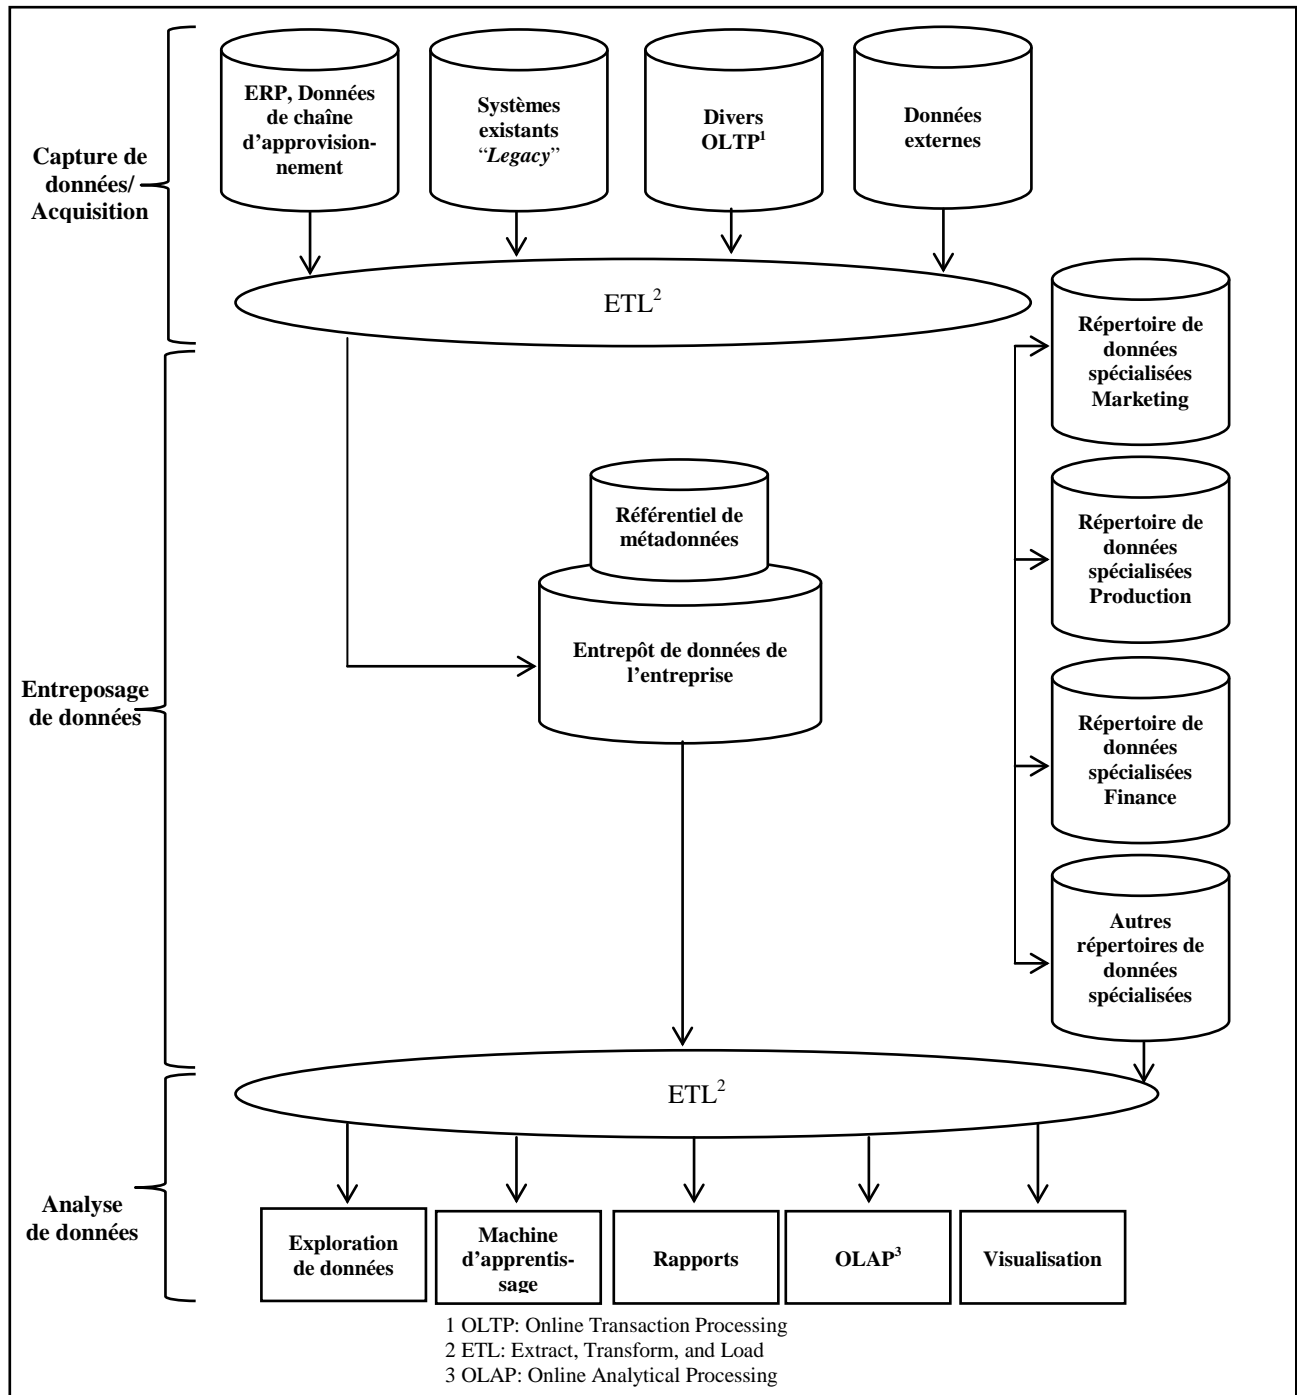 ERP, Données
de chaîne
d’approvision-
nement
Systèmes
existants
“Legacy”
Divers
OLTP¹
Données
externes
Capture de
données/
Acquisition
ETL²
Répertoire de
données
spécialisées
Marketing
Référentiel de
métadonnées
Répertoire de
données
spécialisées
Production
Entrepôt de données de
l’entreprise
Entreposage
de données
Répertoire de
données
spécialisées
Finance
Autres
répertoires de
données
spécialisées
ETL²
Analyse
de données
Exploration
de données
Machine
d’apprentis-
sage
Rapports
OLAP³
Visualisation
1 OLTP: Online Transaction Processing
2 ETL: Extract, Transform, and Load
3 OLAP: Online Analytical Processing